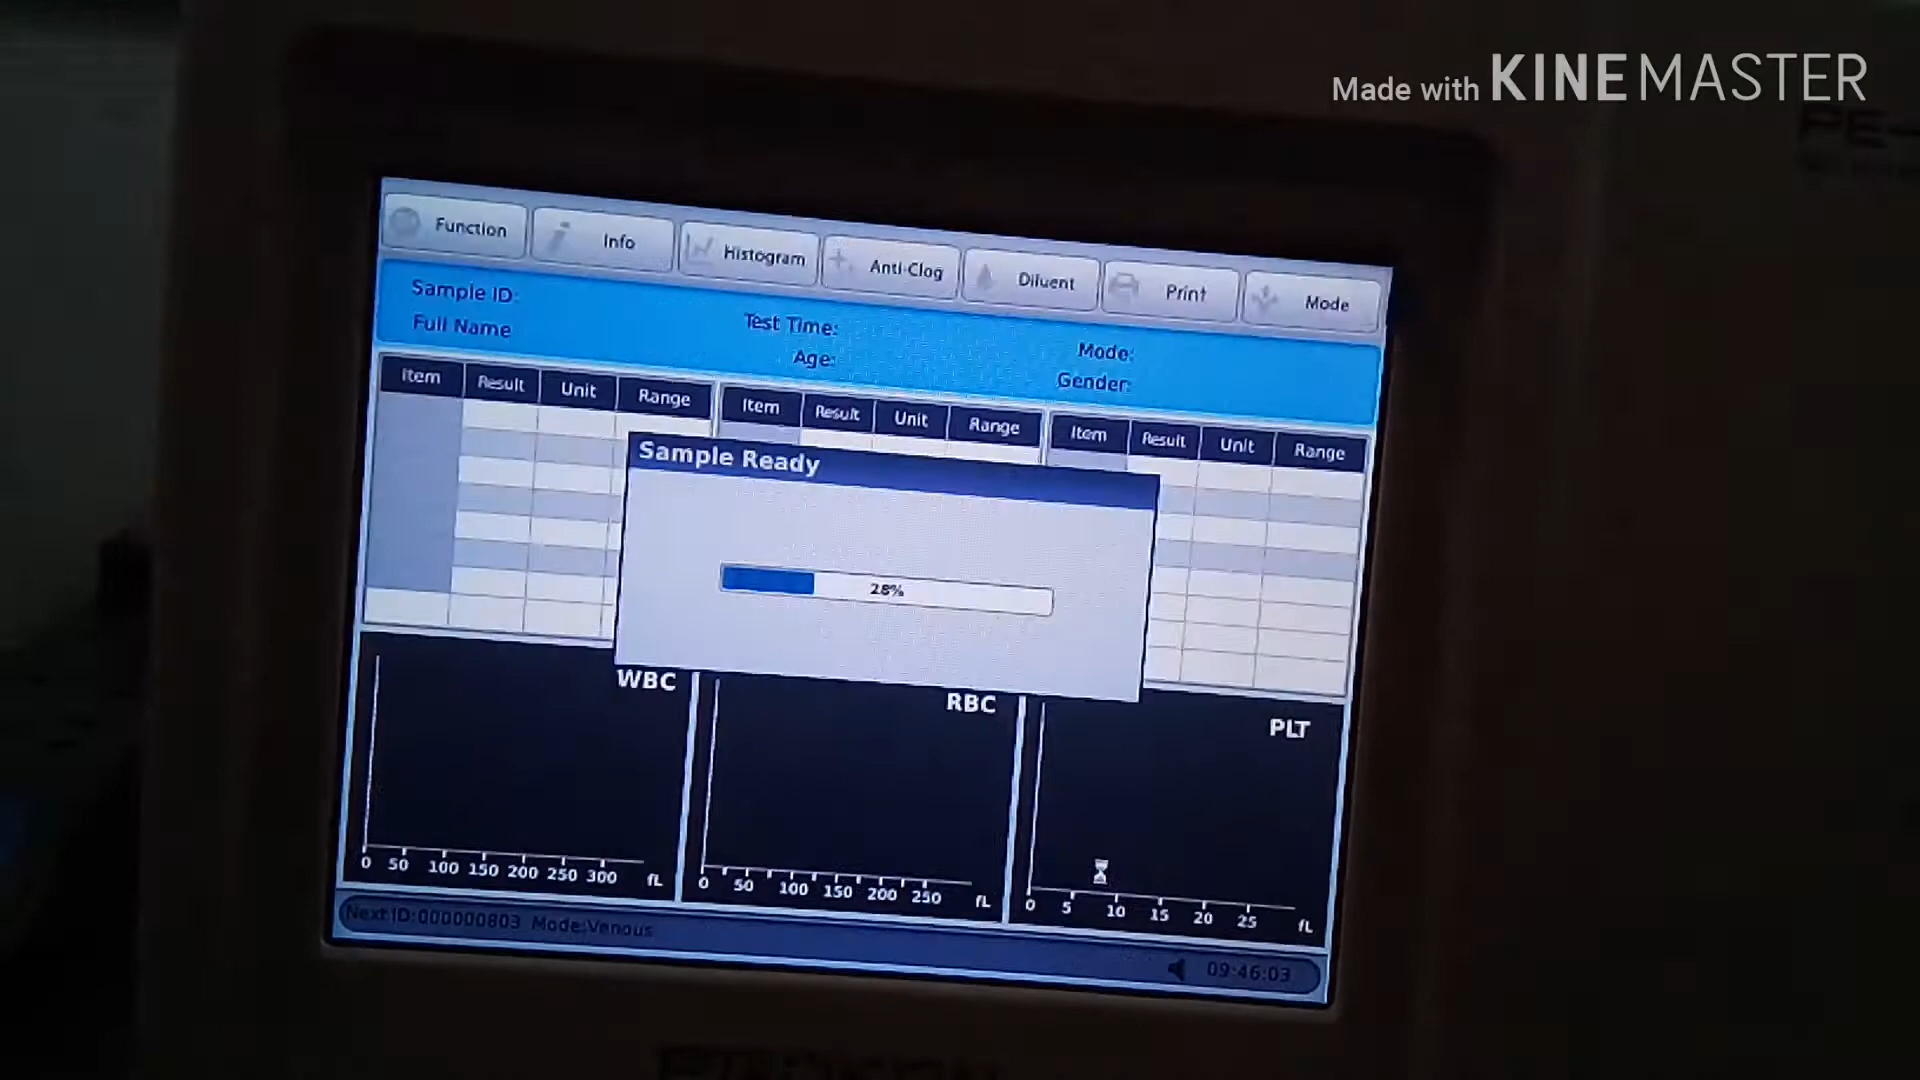 Made with KINEMASTER
Function Info Histogram Anti-Clog Diluent Print Mode
Sample ID: Test Time: Mode:
Full Name Age: Gender:
Item Result Unit Range Item Result Unit Range Item Result Unit Range
Sample Ready
28%
WBC RBC PLT
0 50 100 150 200 250 300 fL 0 50 100 150 200 250 fL 0 5 10 15 20 25 fL
Next ID:000000803 Mode:Venous
09:46:03